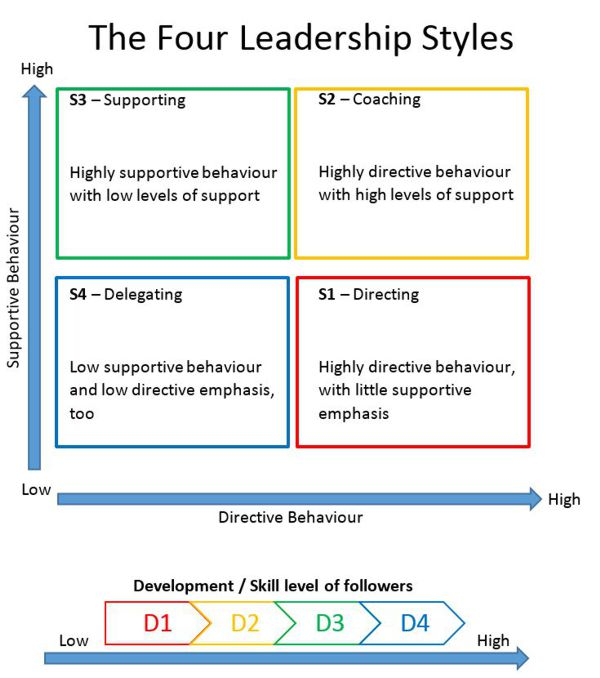 The Four Leadership Styles
High
S3 – Supporting
Highly supportive behaviour
with low levels of support
S2 – Coaching
Highly directive behaviour
with high levels of support
Supportive Behaviour
S4 – Delegating
Low supportive behaviour
and low directive emphasis,
too
S1 – Directing
Highly directive behaviour,
with little supportive
emphasis
Low
High
Directive Behaviour
Development / Skill level of followers
D1
D2
D3
D4
Low
High